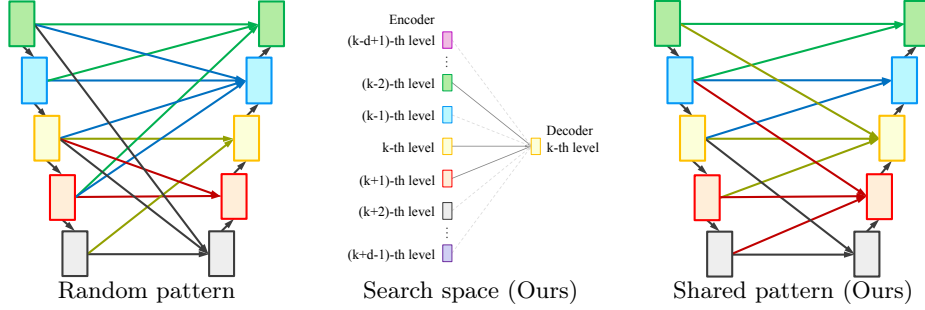 Encoder
(k-d+1)-th level
⋮
(k-2)-th level
(k-1)-th level
Decoder
k-th level
k-th level
(k+1)-th level
(k+2)-th level
⋮
(k+d-1)-th level
Random pattern
Search space (Ours)
Shared pattern (Ours)